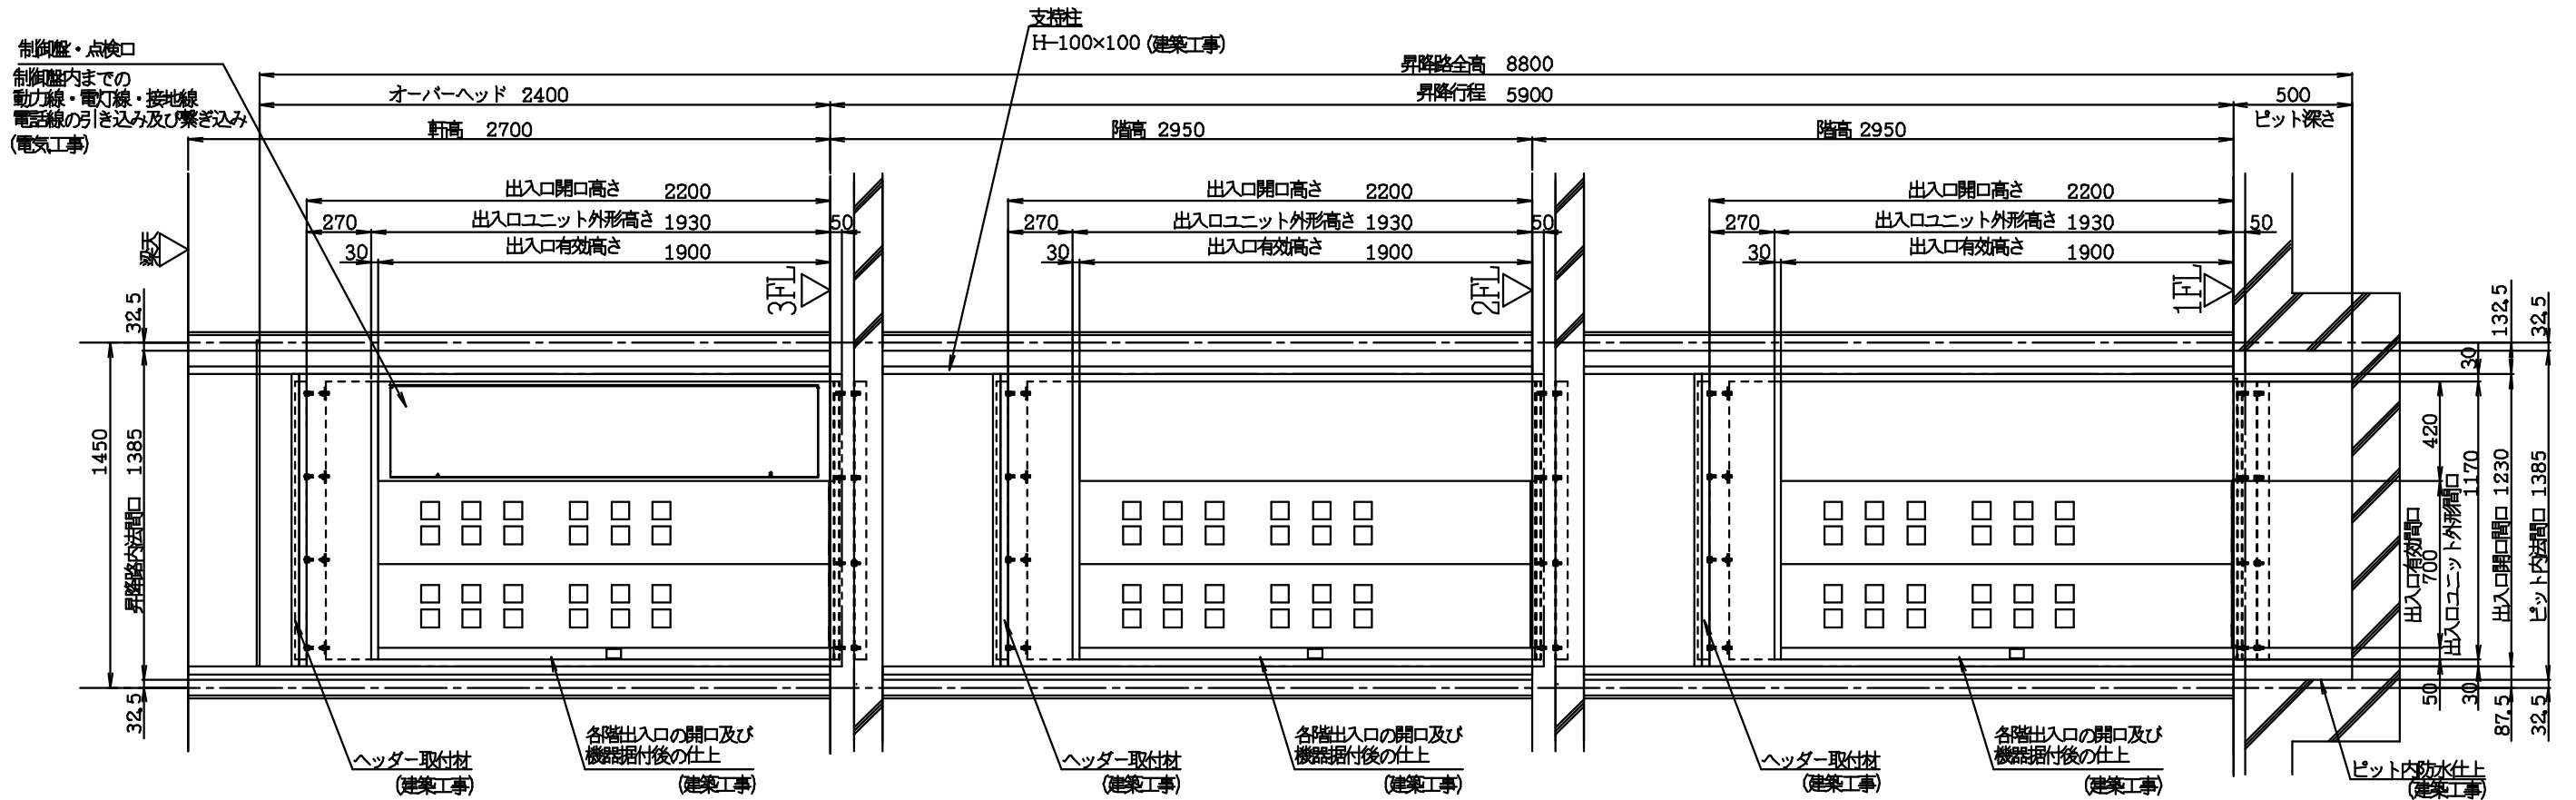 支持柱
H-100×100 (建築工事)
制御盤・点検口
制御盤内までの
動力線・電灯線・接地線
電話線の引き込み及び繋ぎ込み
(電気工事)
昇降路全高 8800
オーバーヘッド 2400
昇降行程 5900
500
ピット深さ
軒高 2700
階高 2950
階高 2950
出入口開口高さ 2200
出入口開口高さ 2200
出入口開口高さ 2200
270
出入口ユニット外形高さ 1930
50
270
出入口ユニット外形高さ 1930
50
270
出入口ユニット外形高さ 1930
50
30
出入口有効高さ 1900
30
出入口有効高さ 1900
30
出入口有効高さ 1900
梁天
3FL
2FL
1FL
32.5
1450
昇降路内法間口 1385
32.5
132.5
32.5
30
420
出入口有効間口
700
50
出入口ユニット外形間口 1170
30
出入口開口間口 1230
87.5
ピット内法間口 1385
32.5
ヘッダー取付材
(建築工事)
各階出入口の開口及び
機器据付後の仕上
(建築工事)
ヘッダー取付材
(建築工事)
各階出入口の開口及び
機器据付後の仕上
(建築工事)
ヘッダー取付材
(建築工事)
各階出入口の開口及び
機器据付後の仕上
(建築工事)
ピット内防水仕上
(建築工事)